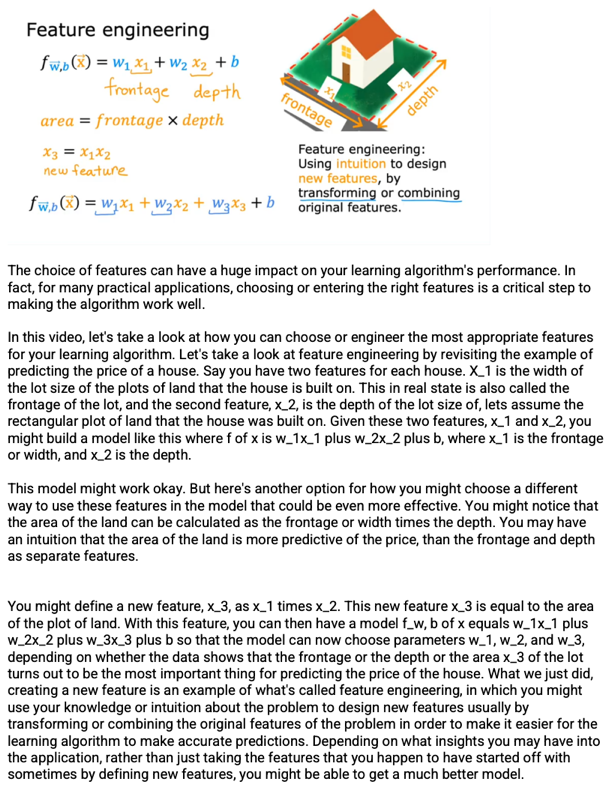 Feature engineering
f w⃗,b (x⃗) = w₁ x₁ + w₂ x₂ + b
frontage depth
area = frontage × depth
x₃ = x₁x₂
new feature
f w⃗,b (x⃗) = w₁x₁ + w₂x₂ + w₃x₃ + b
x₁
frontage
x₂
depth
Feature engineering:
Using intuition to design
new features, by
transforming or combining
original features.
The choice of features can have a huge impact on your learning algorithm's performance. In
fact, for many practical applications, choosing or entering the right features is a critical step to
making the algorithm work well.
In this video, let's take a look at how you can choose or engineer the most appropriate features
for your learning algorithm. Let's take a look at feature engineering by revisiting the example of
predicting the price of a house. Say you have two features for each house. X_1 is the width of
the lot size of the plots of land that the house is built on. This in real state is also called the
frontage of the lot, and the second feature, x_2, is the depth of the lot size of, lets assume the
rectangular plot of land that the house was built on. Given these two features, x_1 and x_2, you
might build a model like this where f of x is w_1x_1 plus w_2x_2 plus b, where x_1 is the frontage
or width, and x_2 is the depth.
This model might work okay. But here's another option for how you might choose a different
way to use these features in the model that could be even more effective. You might notice that
the area of the land can be calculated as the frontage or width times the depth. You may have
an intuition that the area of the land is more predictive of the price, than the frontage and depth
as separate features.
You might define a new feature, x_3, as x_1 times x_2. This new feature x_3 is equal to the area
of the plot of land. With this feature, you can then have a model f_w, b of x equals w_1x_1 plus
w_2x_2 plus w_3x_3 plus b so that the model can now choose parameters w_1, w_2, and w_3,
depending on whether the data shows that the frontage or the depth or the area x_3 of the lot
turns out to be the most important thing for predicting the price of the house. What we just did,
creating a new feature is an example of what's called feature engineering, in which you might
use your knowledge or intuition about the problem to design new features usually by
transforming or combining the original features of the problem in order to make it easier for the
learning algorithm to make accurate predictions. Depending on what insights you may have into
the application, rather than just taking the features that you happen to have started off with
sometimes by defining new features, you might be able to get a much better model.